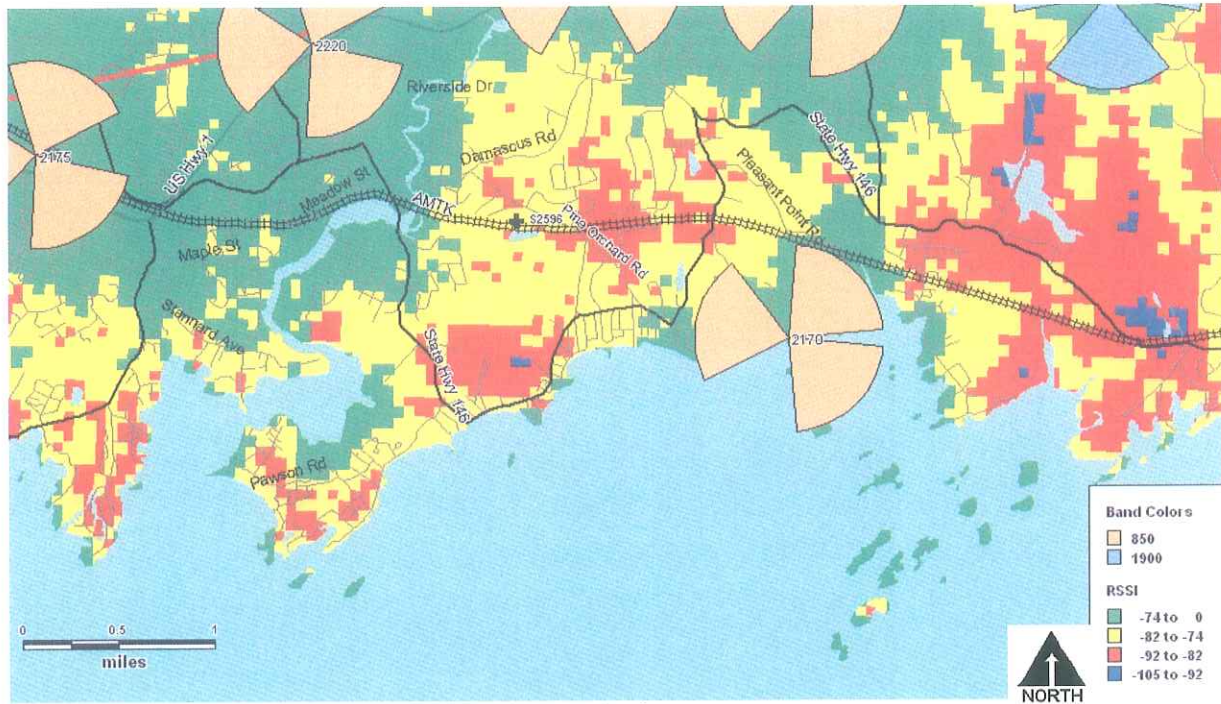 2220
Riverside Dr
2175
US Hwy 1
Damascus Rd
State Hwy 146
Meadow St
AMTK
S2596
Pine Orchard Rd
Pleasant Point Rd
Maple St
Stannard Ave
State Hwy 146
2170
Pawson Rd
0 0.5 1
miles
NORTH
Band Colors
850
1900
RSSI
-74 to 0
-82 to -74
-92 to -82
-105 to -92